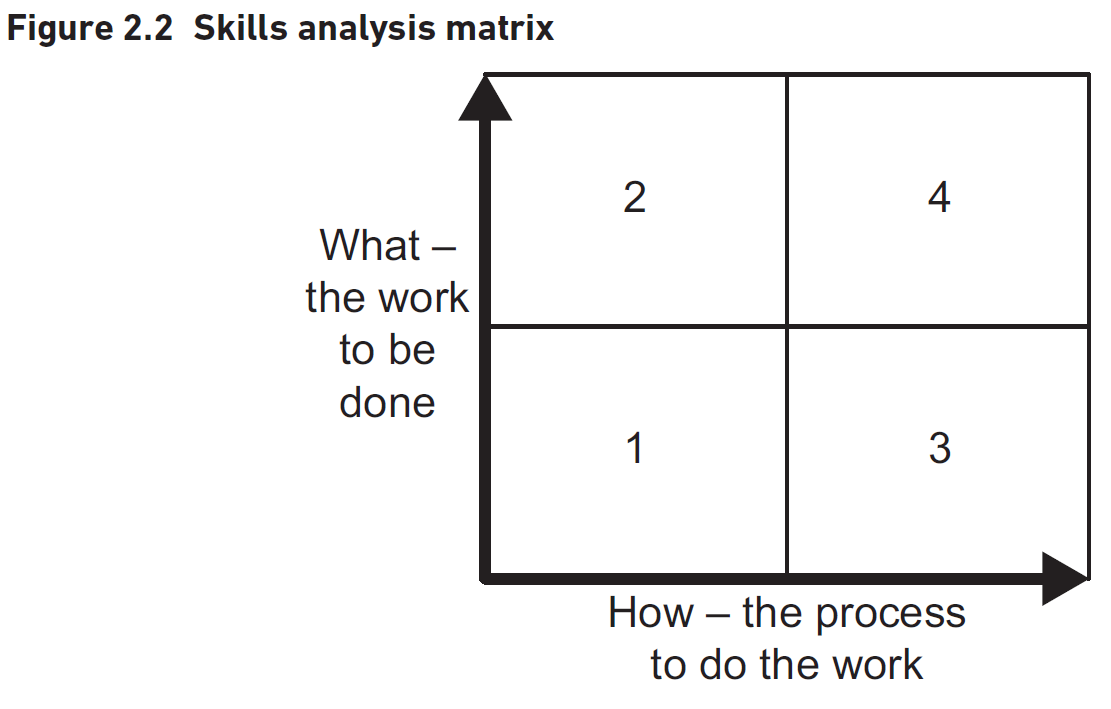 Figure 2.2 Skills analysis matrix
2
4
What –
the work
to be
done
1
3
How – the process
to do the work